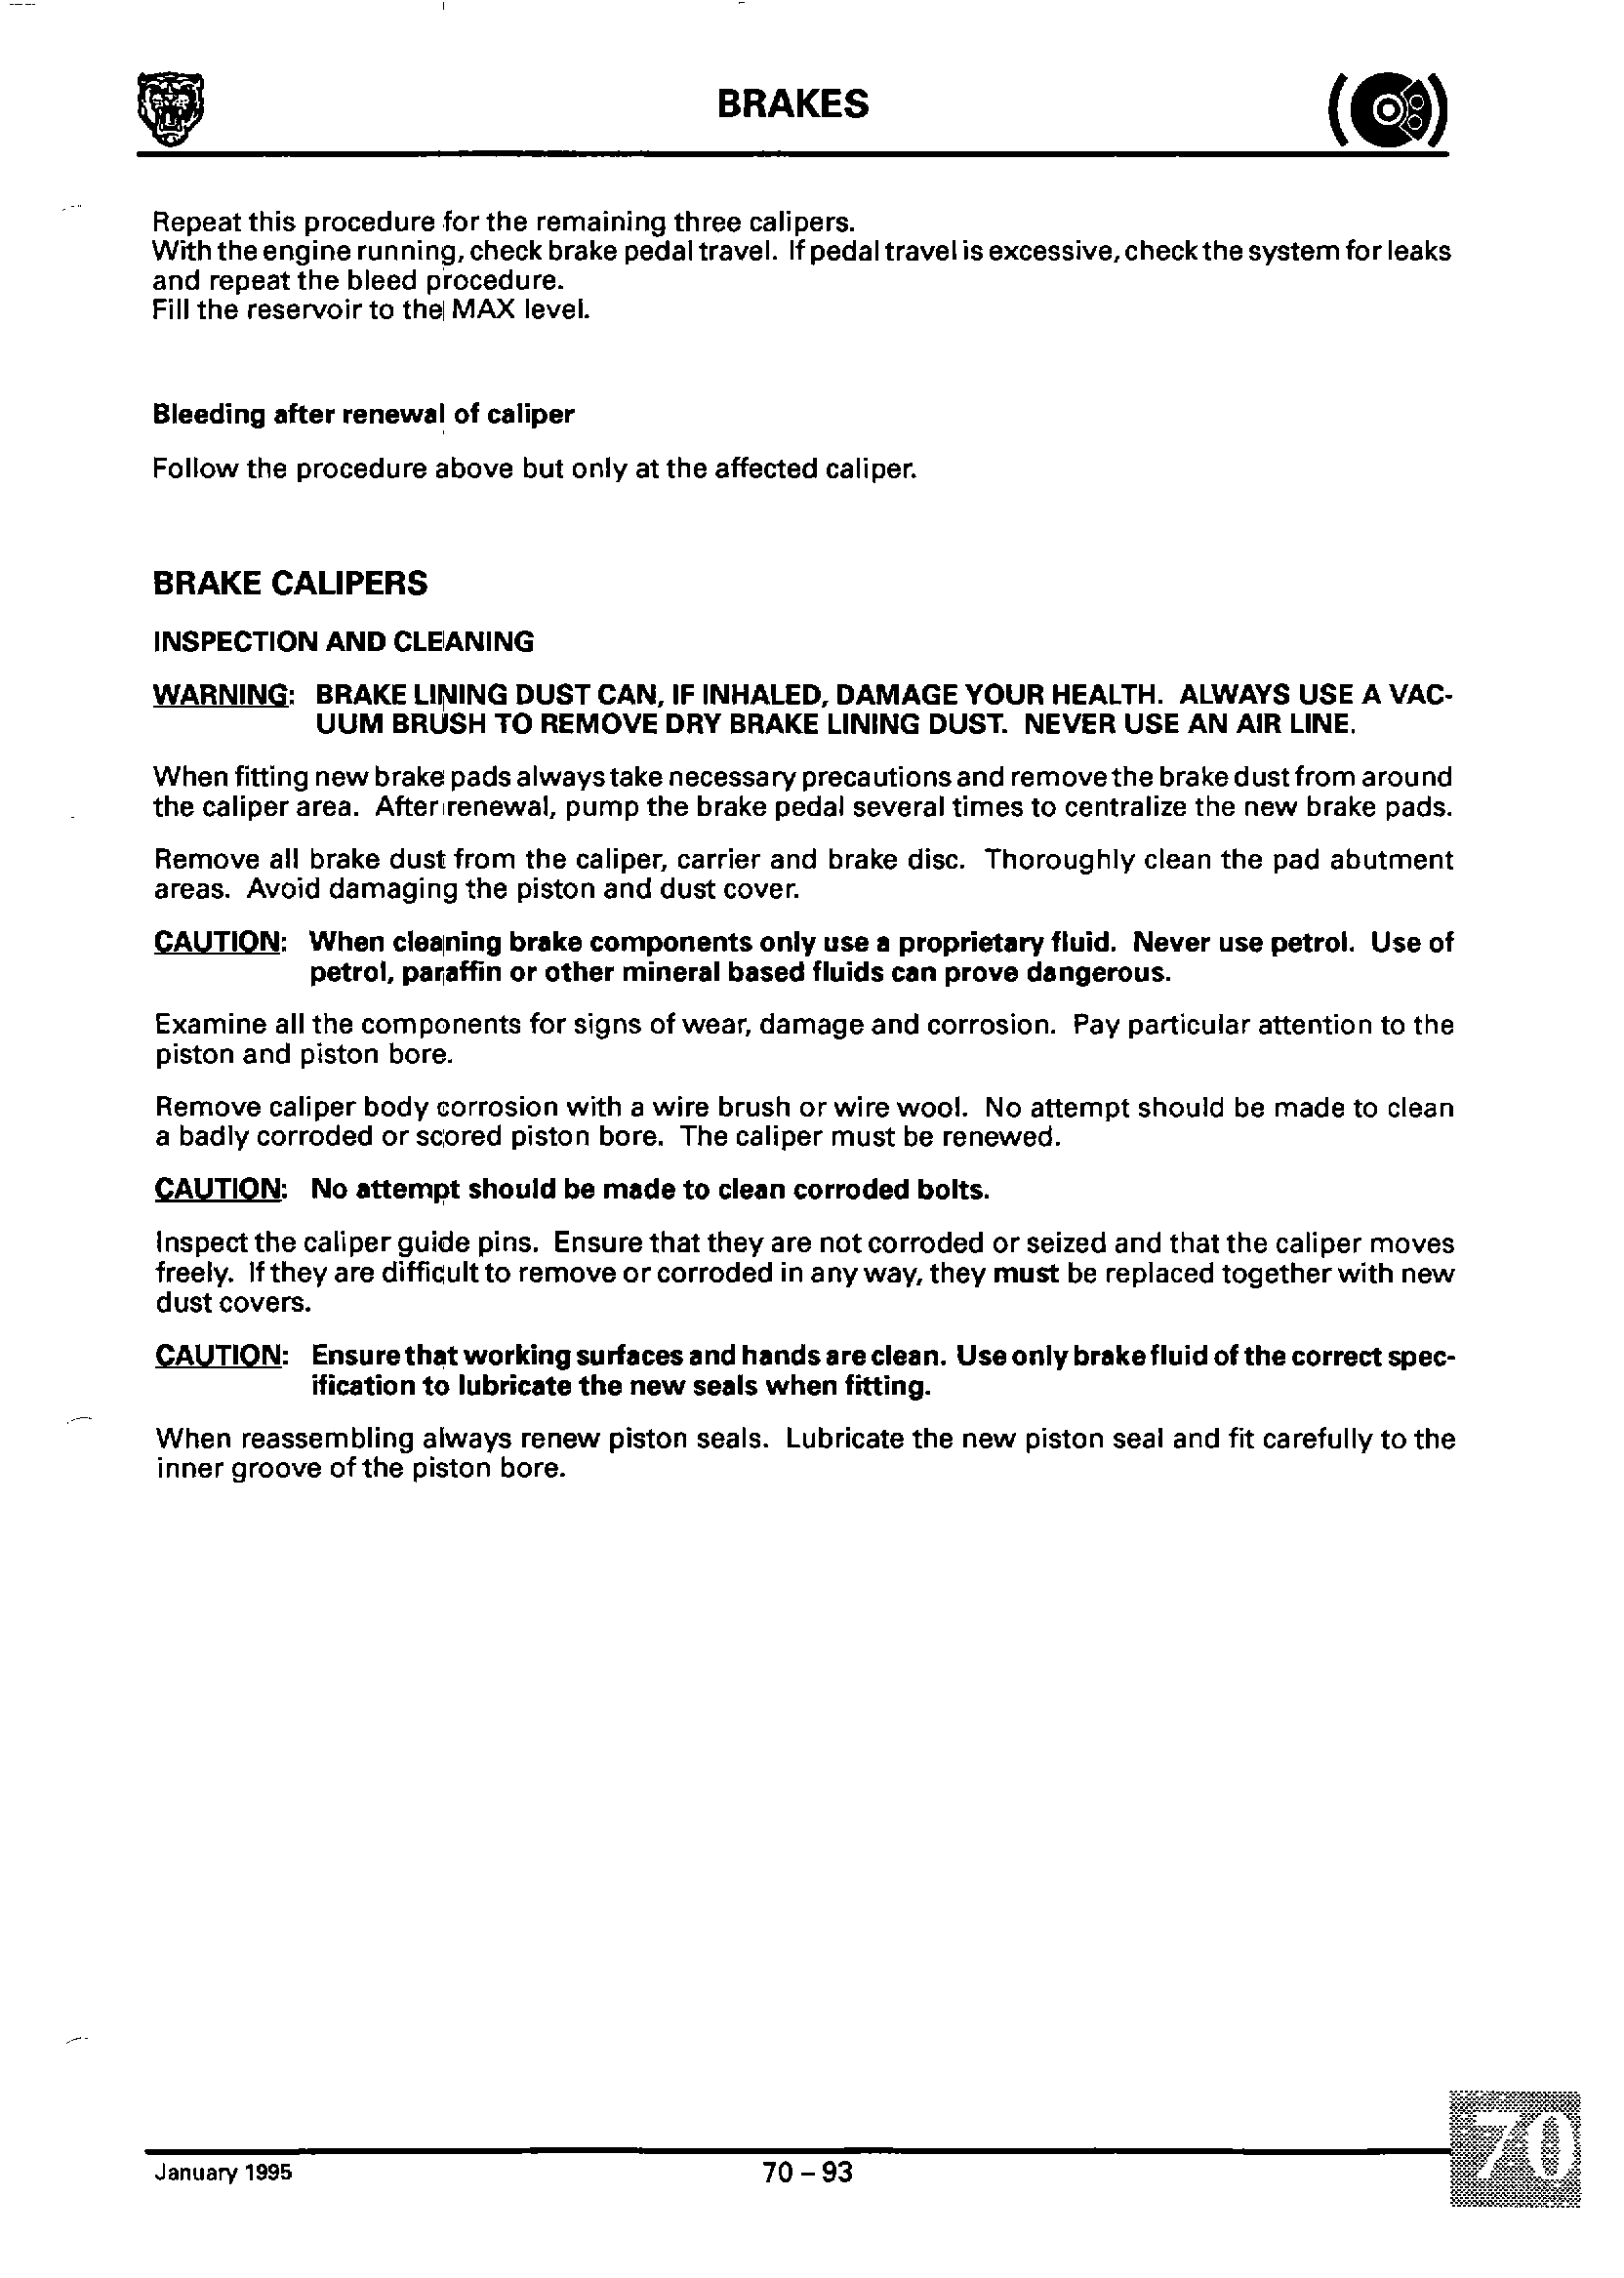 BRAKES
Repeat this procedure for the remaining three calipers.
With the engine running, check brake pedal travel. If pedal travel is excessive, check the system for leaks
and repeat the bleed procedure.
Fill the reservoir to the MAX level.
Bleeding after renewal of caliper
Follow the procedure above but only at the affected caliper.
BRAKE CALIPERS
INSPECTION AND CLEANING
WARNING: BRAKE LINING DUST CAN, IF INHALED, DAMAGE YOUR HEALTH. ALWAYS USE A VAC-
UUM BRUSH TO REMOVE DRY BRAKE LINING DUST. NEVER USE AN AIR LINE.
When fitting new brake pads always take necessary precautions and remove the brake dust from around
the caliper area. After renewal, pump the brake pedal several times to centralize the new brake pads.
Remove all brake dust from the caliper, carrier and brake disc. Thoroughly clean the pad abutment
areas. Avoid damaging the piston and dust cover.
CAUTION: When cleaning brake components only use a proprietary fluid. Never use petrol. Use of
petrol, paraffin or other mineral based fluids can prove dangerous.
Examine all the components for signs of wear, damage and corrosion. Pay particular attention to the
piston and piston bore.
Remove caliper body corrosion with a wire brush or wire wool. No attempt should be made to clean
a badly corroded or scored piston bore. The caliper must be renewed.
CAUTION: No attempt should be made to clean corroded bolts.
Inspect the caliper guide pins. Ensure that they are not corroded or seized and that the caliper moves
freely. If they are difficult to remove or corroded in any way, they must be replaced together with new
dust covers.
CAUTION: Ensure that working surfaces and hands are clean. Use only brake fluid of the correct spec-
ification to lubricate the new seals when fitting.
When reassembling always renew piston seals. Lubricate the new piston seal and fit carefully to the
inner groove of the piston bore.
January 1995
70 – 93
70